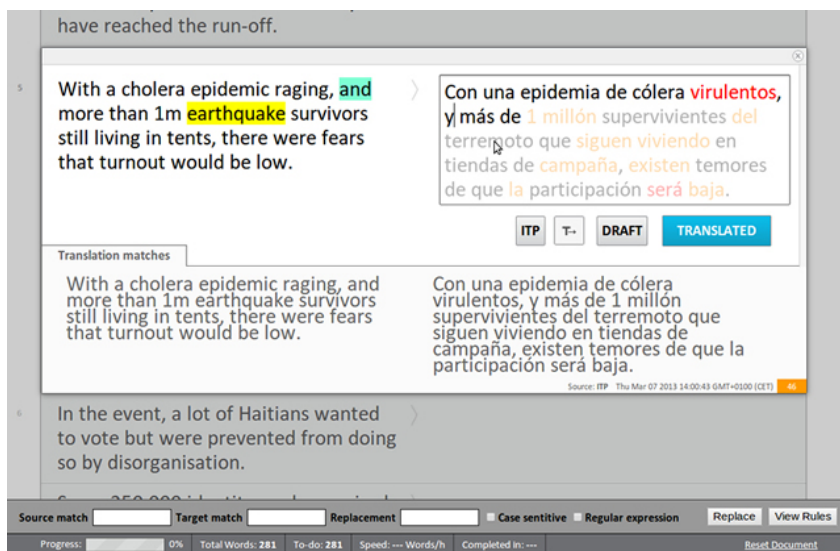 have reached the run-off.
5
With a cholera epidemic raging, and
more than 1m earthquake survivors
still living in tents, there were fears
that turnout would be low.
Con una epidemia de cólera virulentos,
y más de 1 millón supervivientes del
terremoto que siguen viviendo en
tiendas de campaña, existen temores
de que la participación será baja.
ITP T→ DRAFT TRANSLATED
Translation matches
With a cholera epidemic raging, and
more than 1m earthquake survivors
still living in tents, there were fears
that turnout would be low.
Con una epidemia de cólera
virulentos, y más de 1 millón
supervivientes del terremoto que
siguen viviendo en tiendas de
campaña, existen temores de que la
participación será baja.
Source: ITP Thu Mar 07 2013 14:00:43 GMT+0100 (CET) 46
6
In the event, a lot of Haitians wanted
to vote but were prevented from doing
so by disorganisation.
Source match Target match Replacement Case sentitive Regular expression Replace View Rules
Progress: 0% Total Words: 281 To-do: 281 Speed: --- Words/h Completed in: --- Reset Document